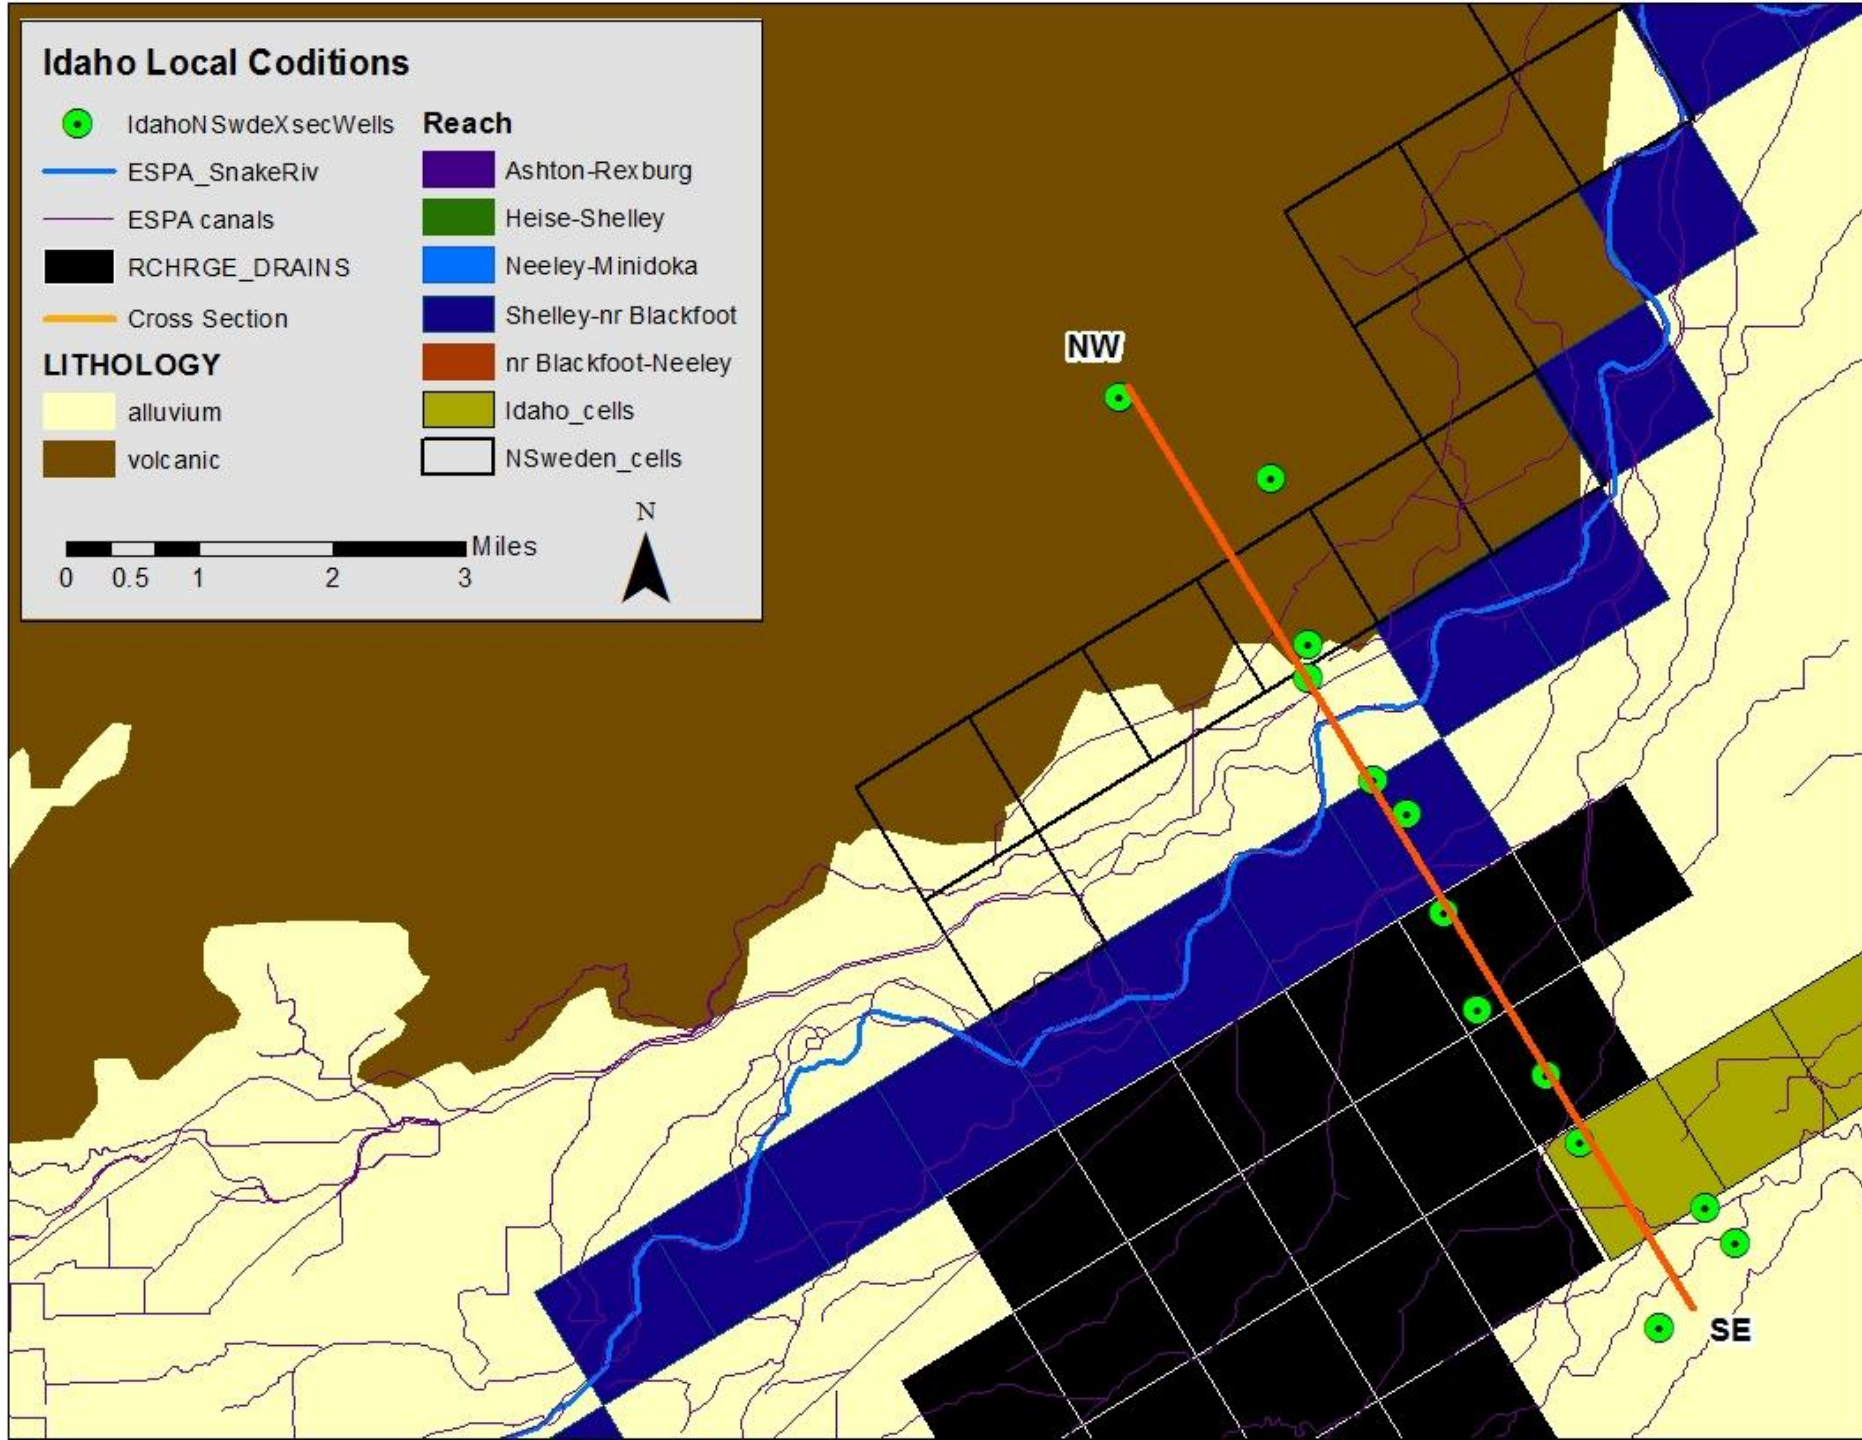 Idaho Local Coditions
IdahoNSwdeXsecWells
ESPA_SnakeRiv
ESPA canals
RCHRGE_DRAINS
Cross Section
LITHOLOGY
alluvium
volcanic
Reach
Ashton-Rexburg
Heise-Shelley
Neeley-Minidoka
Shelley-nr Blackfoot
nr Blackfoot-Neeley
Idaho_cells
NSweden_cells
N
Miles
0 0.5 1 2 3
NW
SE